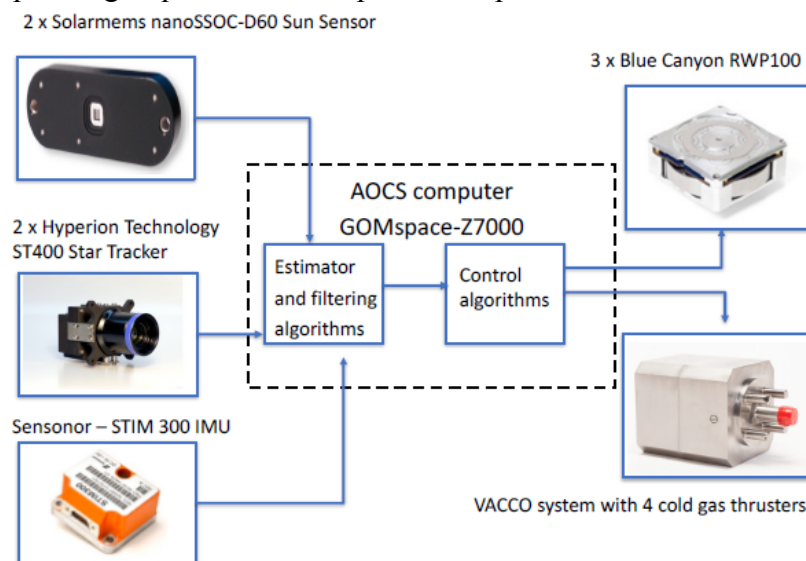 2 x Solarmems nanoSSOC-D60 Sun Sensor
3 x Blue Canyon RWP100
AOCS computer
GOMspace-Z7000
2 x Hyperion Technology
ST400 Star Tracker
Estimator
and filtering
algorithms
Control
algorithms
Sensonor – STIM 300 IMU
STIM300
VACCO system with 4 cold gas thrusters